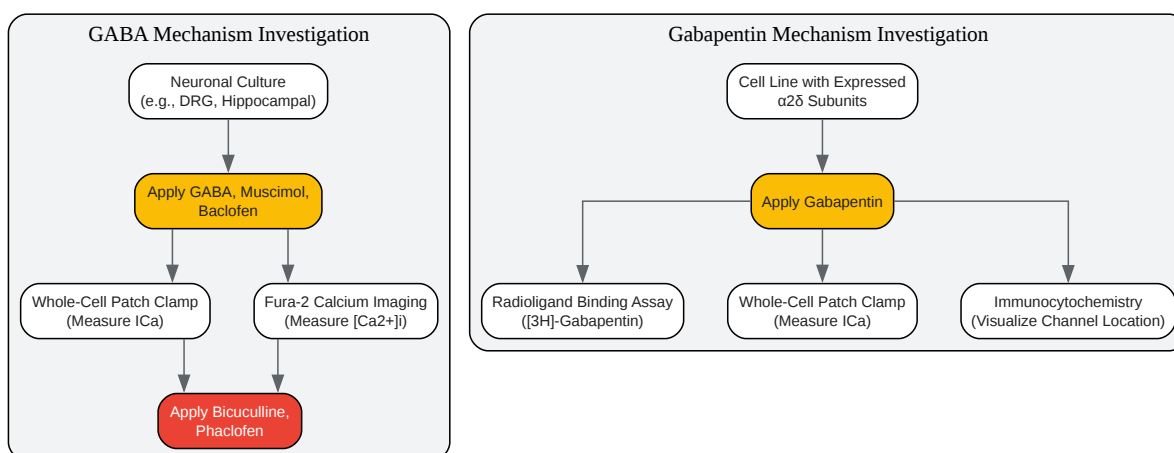 GABA Mechanism Investigation
Neuronal Culture
(e.g., DRG, Hippocampal)
Apply GABA, Muscimol,
Baclofen
Whole-Cell Patch Clamp
(Measure ICa)
Fura-2 Calcium Imaging
(Measure [Ca2+]i)
Apply Bicuculline,
Phaclofen
Gabapentin Mechanism Investigation
Cell Line with Expressed
α2δ Subunits
Apply Gabapentin
Radioligand Binding Assay
([3H]-Gabapentin)
Whole-Cell Patch Clamp
(Measure ICa)
Immunocytochemistry
(Visualize Channel Location)